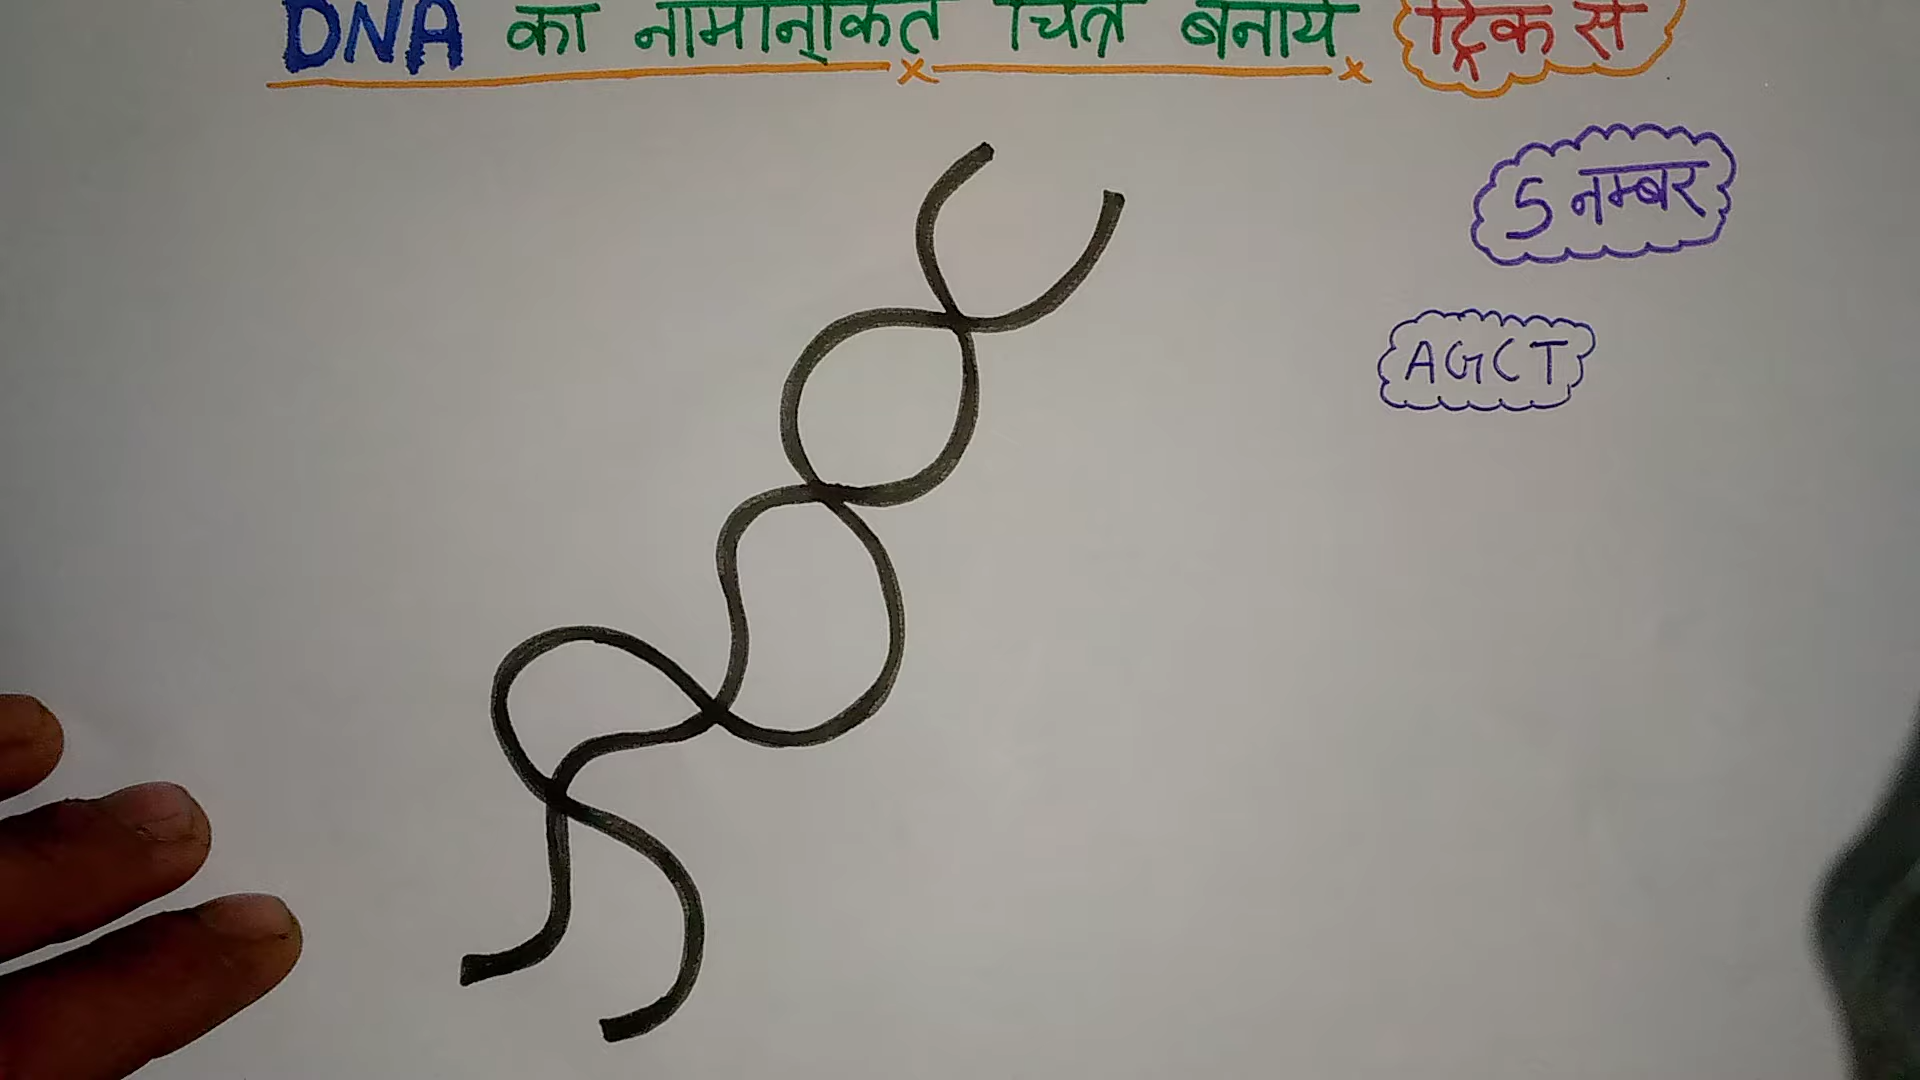 DNA का नामान्कित चित्र बनाये ट्रिक से
5 नम्बर
AGCT